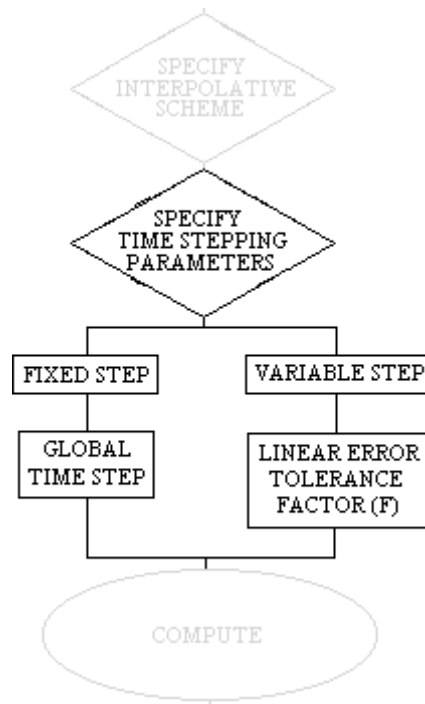 SPECIFY
INTERPOLATIVE
SCHEME
SPECIFY
TIME STEPPING
PARAMETERS
FIXED STEP
VARIABLE STEP
GLOBAL
TIME STEP
LINEAR ERROR
TOLERANCE
FACTOR (F)
COMPUTE